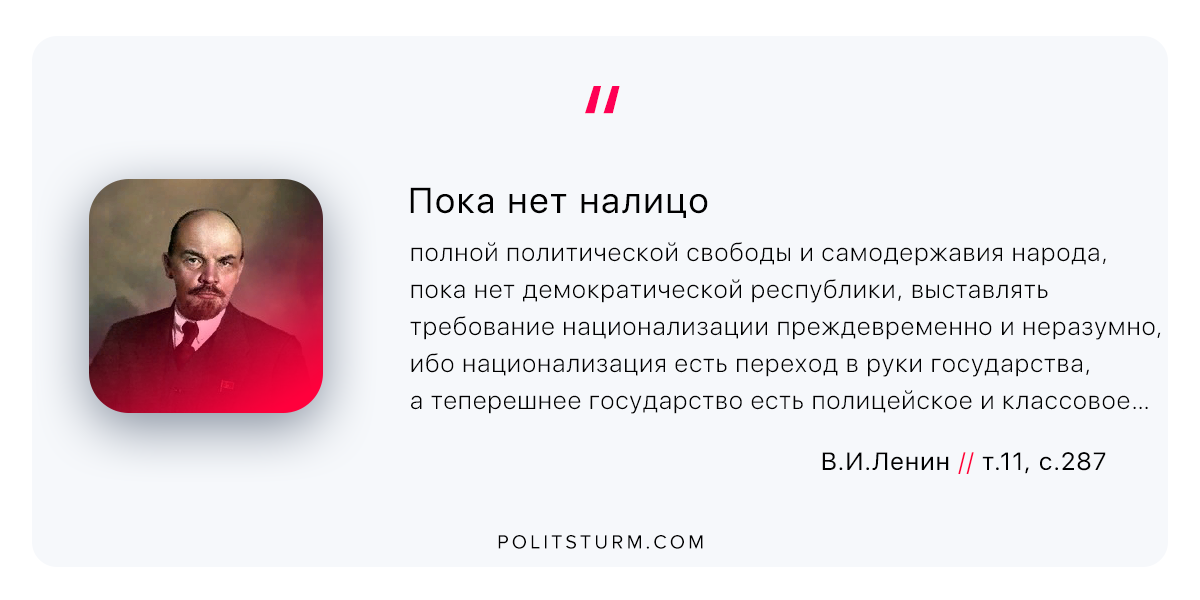 Пока нет налицо
полной политической свободы и самодержавия народа,
пока нет демократической республики, выставлять
требование национализации преждевременно и неразумно,
ибо национализация есть переход в руки государства,
а теперешнее государство есть полицейское и классовое...
В.И.Ленин // т.11, с.287
POLITSTURM.COM